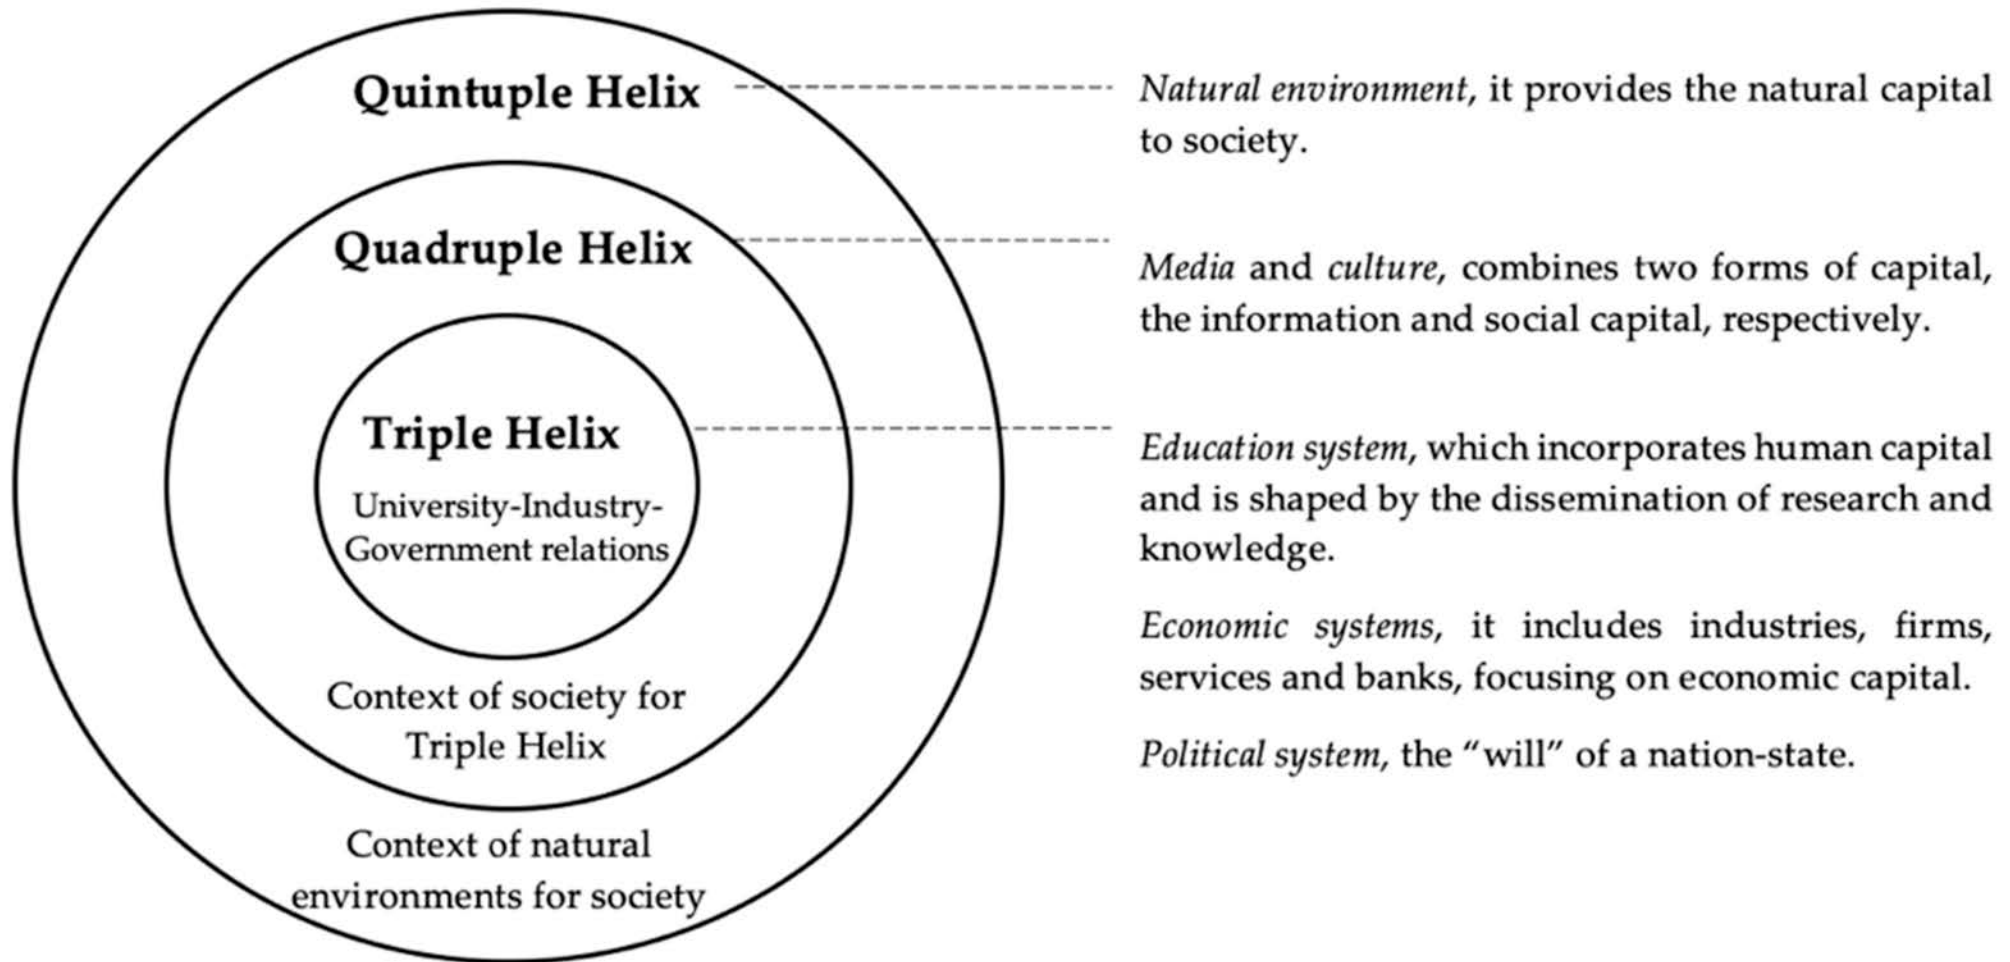 Quintuple Helix
Quadruple Helix
Triple Helix
University-Industry-
Government relations
Context of society for
Triple Helix
Context of natural
environments for society
Natural environment, it provides the natural capital
to society.
Media and culture, combines two forms of capital,
the information and social capital, respectively.
Education system, which incorporates human capital
and is shaped by the dissemination of research and
knowledge.
Economic systems, it includes industries, firms,
services and banks, focusing on economic capital.
Political system, the “will” of a nation-state.